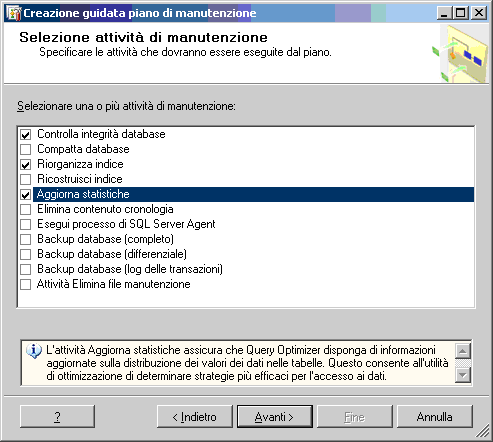 Creazione guidata piano di manutenzione
Selezione attività di manutenzione
Specificare le attività che dovranno essere eseguite dal piano.
Selezionare una o più attività di manutenzione:
Controlla integrità database
Compatta database
Riorganizza indice
Ricostruisci indice
Aggiorna statistiche
Elimina contenuto cronologia
Esegui processo di SQL Server Agent
Backup database (completo)
Backup database (differenziale)
Backup database (log delle transazioni)
Attività Elimina file manutenzione
L'attività Aggiorna statistiche assicura che Query Optimizer disponga di informazioni
aggiornate sulla distribuzione dei valori dei dati nelle tabelle. Questo consente all'utilità
di ottimizzazione di determinare strategie più efficaci per l'accesso ai dati.
?
< Indietro
Avanti >
Fine
Annulla